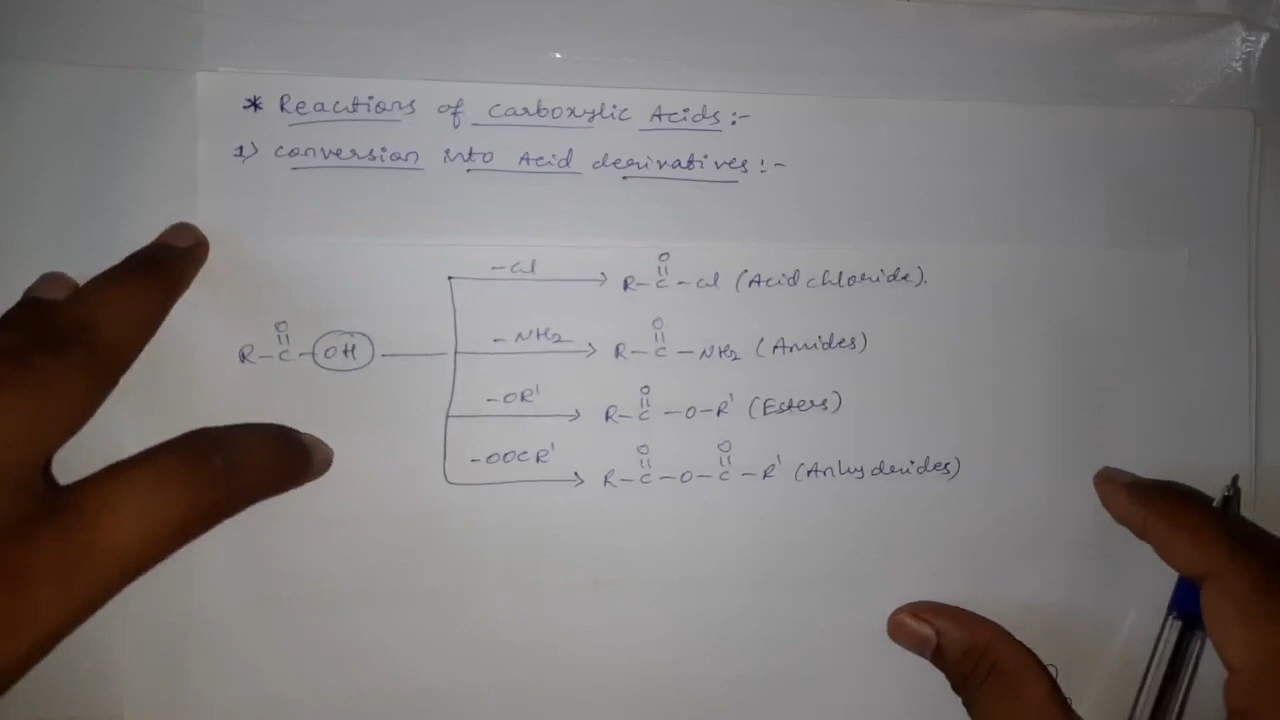 * Reactions of Carboxylic Acids:-
1) Conversion into Acid derivatives:-
-Cl
O
R-C-Cl (Acid chloride).
-NH2
O
R-C-NH2 (Amides)
O
R-C-OH
-OR'
O
R-C-O-R' (Esters)
-OOCR'
O O
R-C-O-C-R' (Anhyderides)